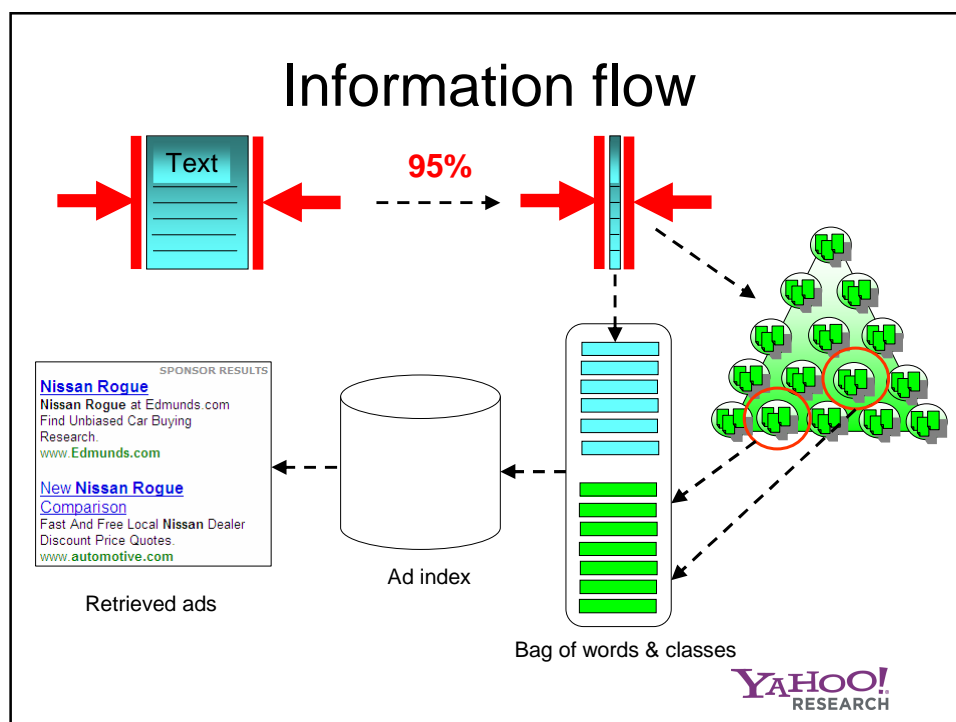 Information flow
Text
95%
SPONSOR RESULTS
Nissan Rogue
Nissan Rogue at Edmunds.com
Find Unbiased Car Buying
Research.
www.Edmunds.com
New Nissan Rogue
Comparison
Fast And Free Local Nissan Dealer
Discount Price Quotes.
www.automotive.com
Retrieved ads
Ad index
Bag of words & classes
YAHOO!
RESEARCH